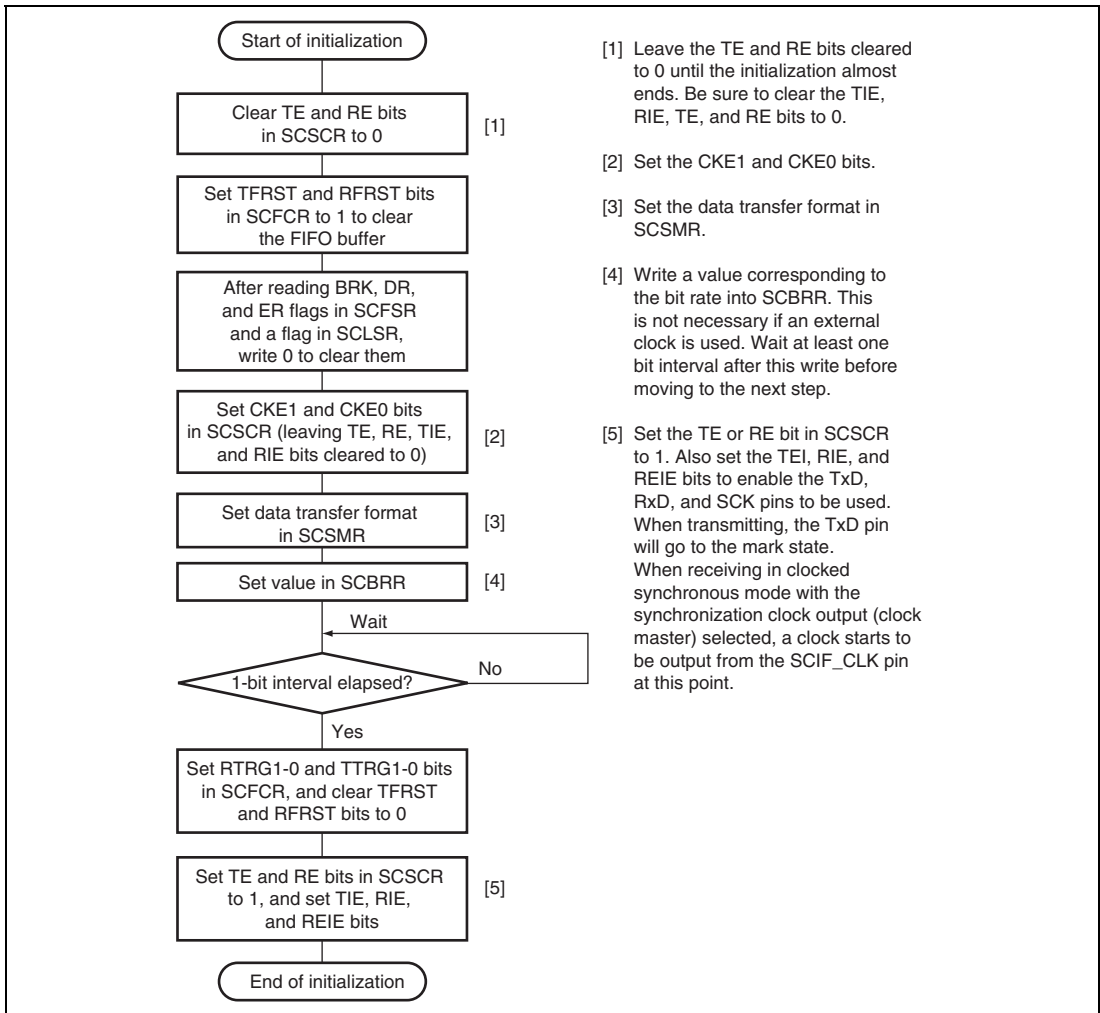 Start of initialization
Clear TE and RE bits
in SCSCR to 0
[1]
Set TFRST and RFRST bits
in SCFCR to 1 to clear
the FIFO buffer
After reading BRK, DR,
and ER flags in SCFSR
and a flag in SCLSR,
write 0 to clear them
Set CKE1 and CKE0 bits
in SCSCR (leaving TE, RE, TIE,
and RIE bits cleared to 0)
[2]
Set data transfer format
in SCSMR
[3]
Set value in SCBRR
[4]
Wait
1-bit interval elapsed?
No
Yes
Set RTRG1-0 and TTRG1-0 bits
in SCFCR, and clear TFRST
and RFRST bits to 0
Set TE and RE bits in SCSCR
to 1, and set TIE, RIE,
and REIE bits
[5]
End of initialization
[1] Leave the TE and RE bits cleared
to 0 until the initialization almost
ends. Be sure to clear the TIE,
RIE, TE, and RE bits to 0.
[2] Set the CKE1 and CKE0 bits.
[3] Set the data transfer format in
SCSMR.
[4] Write a value corresponding to
the bit rate into SCBRR. This
is not necessary if an external
clock is used. Wait at least one
bit interval after this write before
moving to the next step.
[5] Set the TE or RE bit in SCSCR
to 1. Also set the TEI, RIE, and
REIE bits to enable the TxD,
RxD, and SCK pins to be used.
When transmitting, the TxD pin
will go to the mark state.
When receiving in clocked
synchronous mode with the
synchronization clock output (clock
master) selected, a clock starts to
be output from the SCIF_CLK pin
at this point.